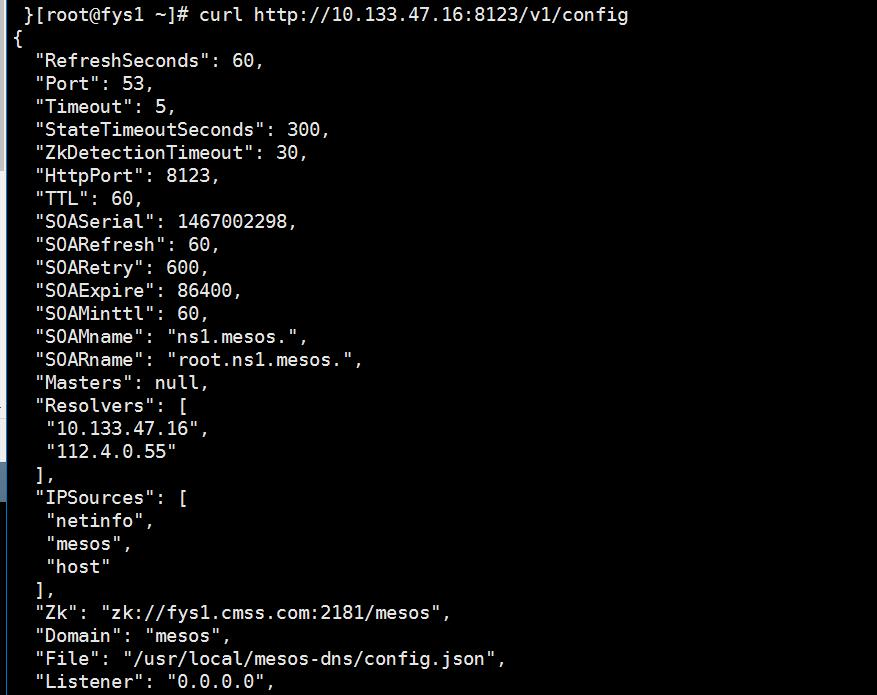 }[root@fys1 ~]# curl http://10.133.47.16:8123/v1/config
{
"RefreshSeconds": 60,
"Port": 53,
"Timeout": 5,
"StateTimeoutSeconds": 300,
"ZkDetectionTimeout": 30,
"HttpPort": 8123,
"TTL": 60,
"SOASerial": 1467002298,
"SOARefresh": 60,
"SOARetry": 600,
"SOAExpire": 86400,
"SOAMinttl": 60,
"SOAMname": "ns1.mesos.",
"SOARname": "root.ns1.mesos.",
"Masters": null,
"Resolvers": [
"10.133.47.16",
"112.4.0.55"
],
"IPSources": [
"netinfo",
"mesos",
"host"
],
"Zk": "zk://fys1.cmss.com:2181/mesos",
"Domain": "mesos",
"File": "/usr/local/mesos-dns/config.json",
"Listener": "0.0.0.0",